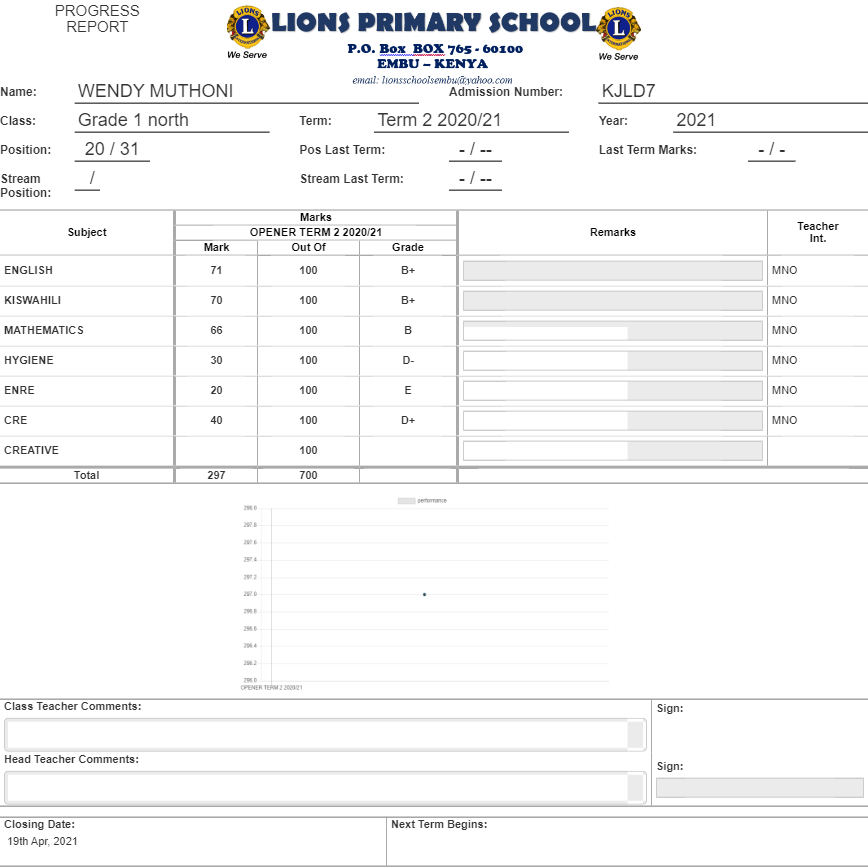 PROGRESS
REPORT
LIONS PRIMARY SCHOOL
P.O. Box BOX 765 - 60100
EMBU – KENYA
email: lionsschoolsembu@yahoo.com
L
We Serve
L
We Serve
Name: WENDY MUTHONI Admission Number: KJLD7
Class: Grade 1 north Term: Term 2 2020/21 Year: 2021
Position: 20 / 31 Pos Last Term: - / -- Last Term Marks: - / -
Stream Position: / Stream Last Term: - / --
Subject Marks Remarks Teacher Int.
OPENER TERM 2 2020/21
Mark Out Of Grade
ENGLISH 71 100 B+ MNO
KISWAHILI 70 100 B+ MNO
MATHEMATICS 66 100 B MNO
HYGIENE 30 100 D- MNO
ENRE 20 100 E MNO
CRE 40 100 D+ MNO
CREATIVE 100
Total 297 700
performance
298.0
297.8
297.6
297.4
297.2
297.0
296.8
296.6
296.4
296.2
296.0
OPENER TERM 2 2020/21
Class Teacher Comments: Sign:
Head Teacher Comments: Sign:
Closing Date: Next Term Begins:
19th Apr, 2021